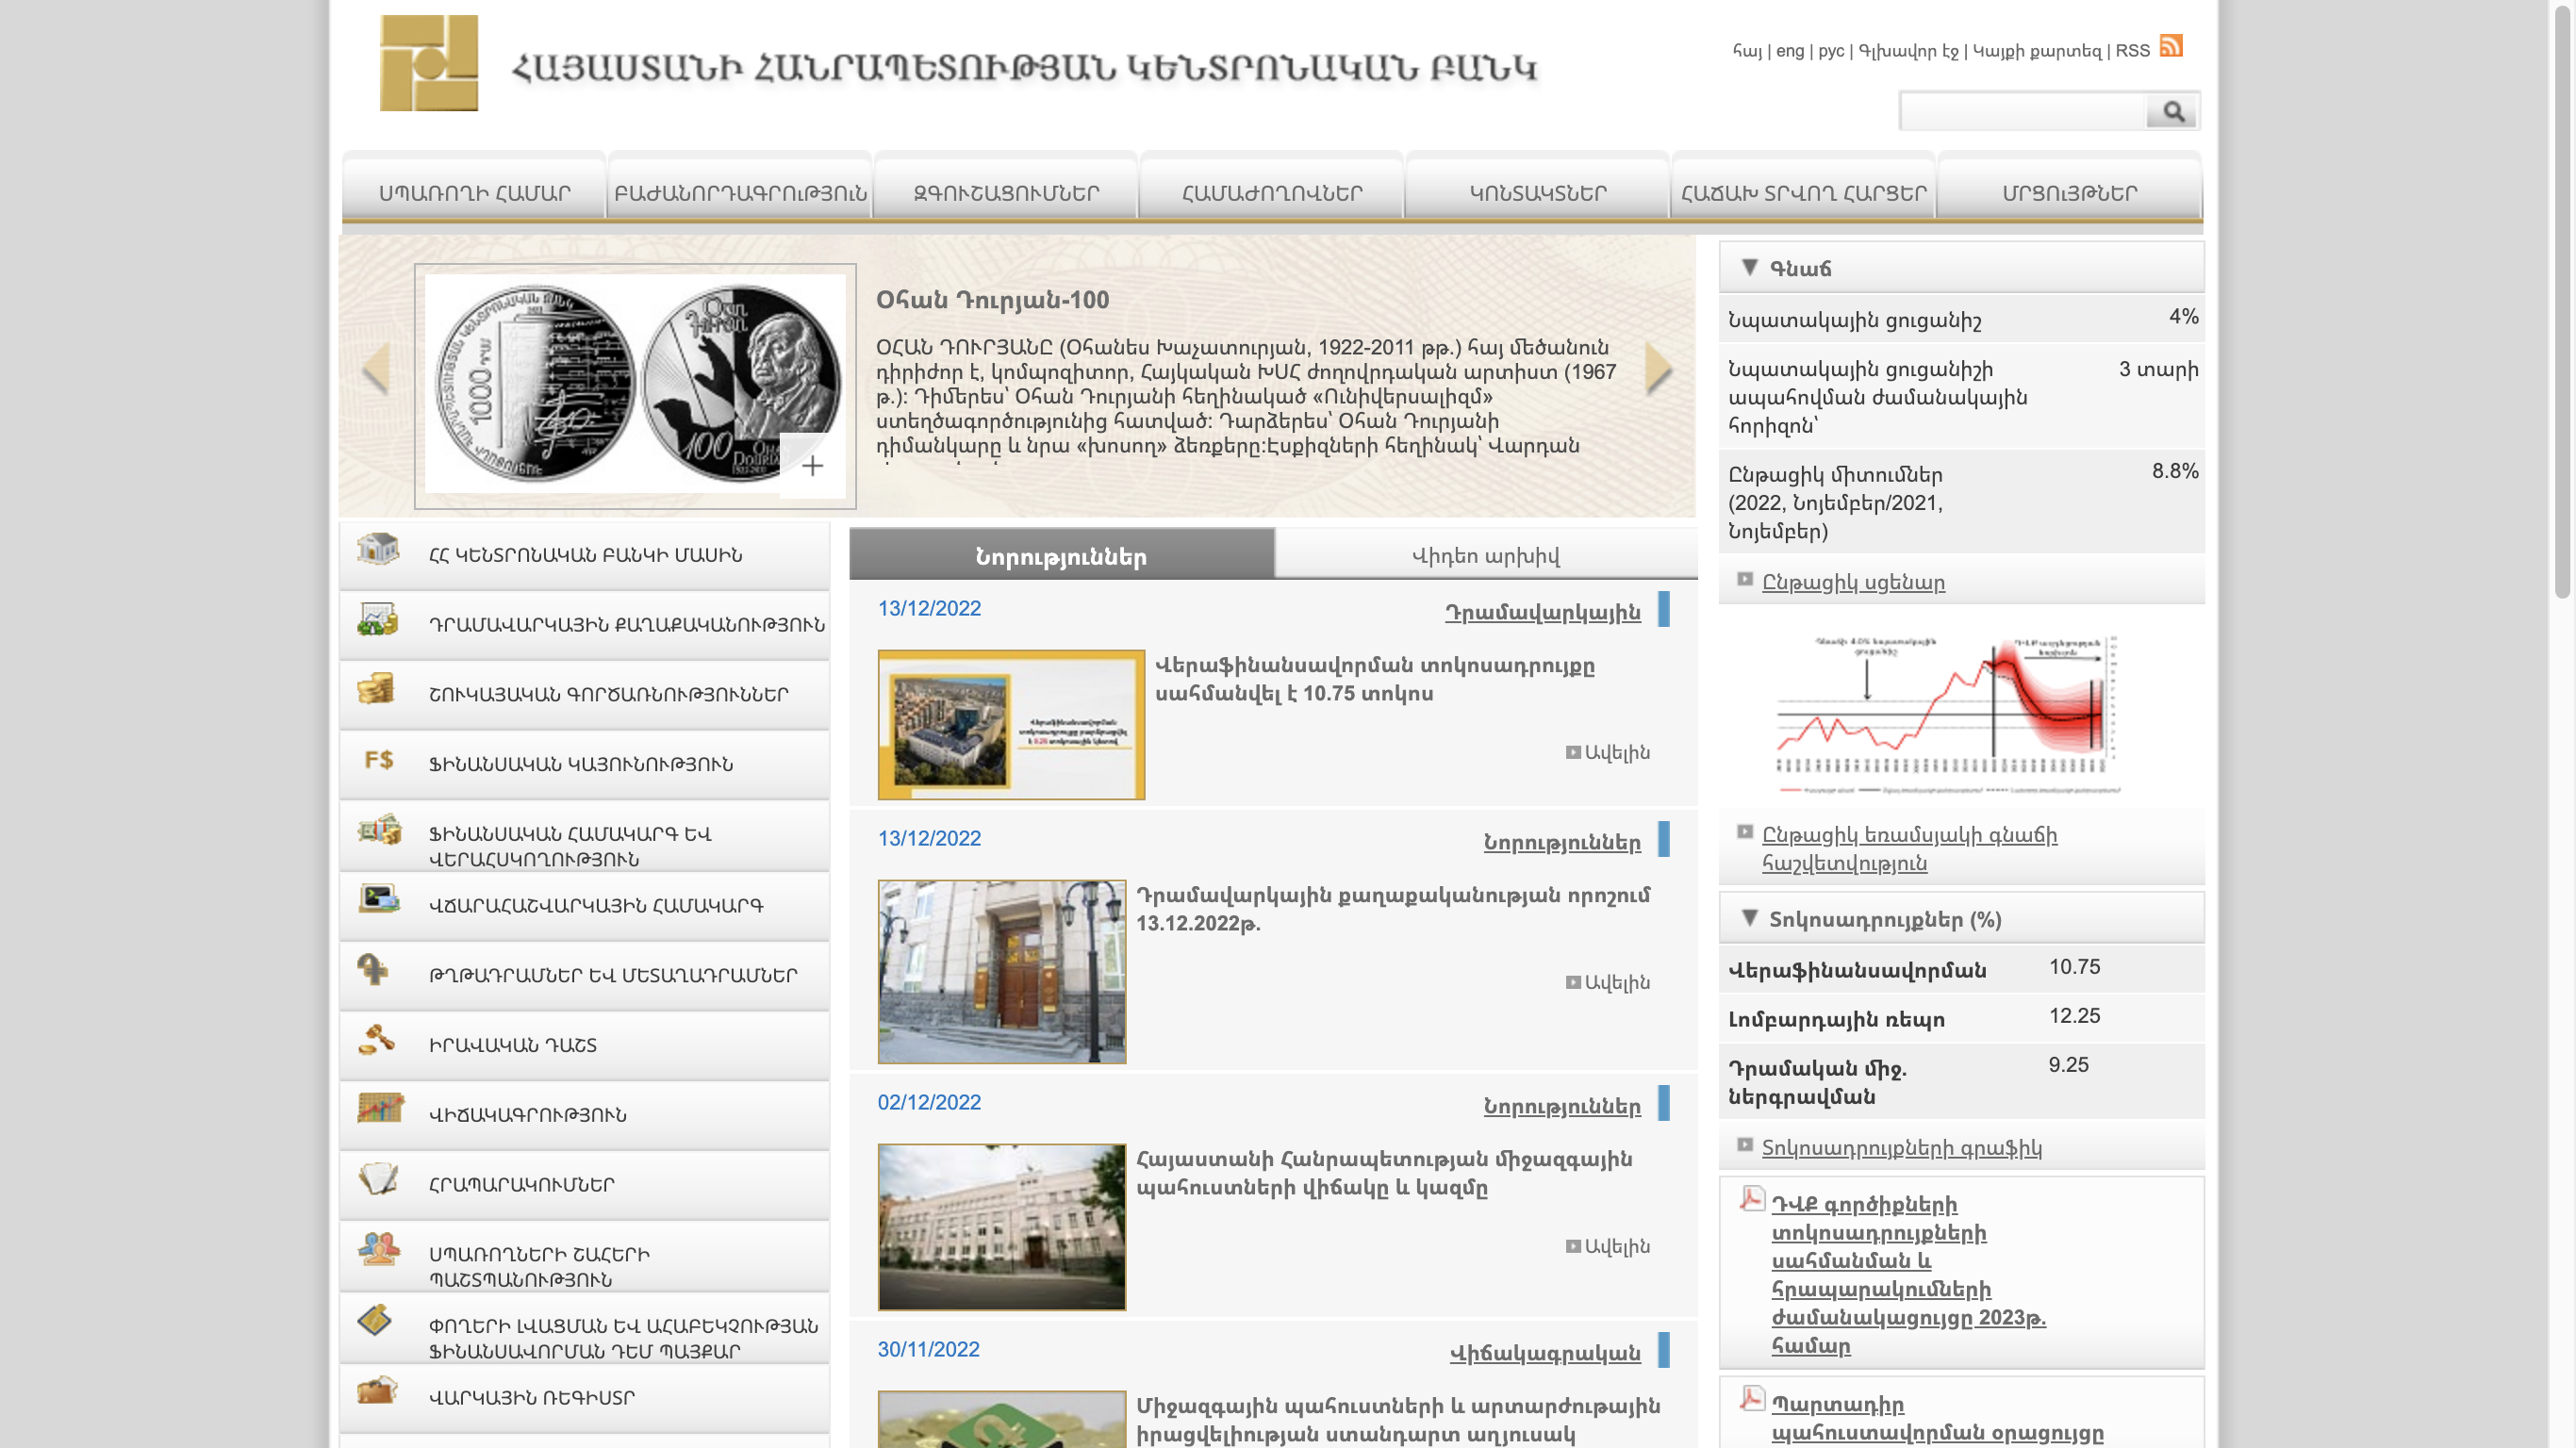 ՀԱՅԱՍՏԱՆԻ ՀԱՆՐԱՊԵՏՈՒԹՅԱՆ ԿԵՆՏՐՈՆԱԿԱՆ ԲԱՆԿ
հայ | eng | рус | Գլխավոր էջ | Կայքի քարտեզ | RSS
ՍՊԱՌՈՂԻ ՀԱՄԱՐ
ԲԱԺԱՆՈՐԴԱԳՐՈւԹՅՈւՆ
ԶԳՈՒՇԱՑՈՒՄՆԵՐ
ՀԱՄԱԺՈՂՈՎՆԵՐ
ԿՈՆՏԱԿՏՆԵՐ
ՀԱՃԱԽ ՏՐՎՈՂ ՀԱՐՑԵՐ
ՄՐՑՈւՅԹՆԵՐ
Օհան Դուրյան-100
ՕՀԱՆ ԴՈՒՐՅԱՆԸ (Օհանես Խաչատուրյան, 1922-2011 թթ.) հայ մեծանուն
դիրիժոր է, կոմպոզիտոր, Հայկական ԽՍՀ ժողովրդական արտիստ (1967
թ.): Դիմերես՝ Օհան Դուրյանի հեղինակած «Ունիվերսալիզմ»
ստեղծագործությունից հատված: Դարձերես՝ Օհան Դուրյանի
դիմանկարը և նրա «խոսող» ձեռքերը:Էսքիզների հեղինակ՝ Վարդան
1000
100
ՀՀ ԿԵՆՏՐՈՆԱԿԱՆ ԲԱՆԿԻ ՄԱՍԻՆ
ԴՐԱՄԱՎԱՐԿԱՅԻՆ ՔԱՂԱՔԱԿԱՆՈՒԹՅՈՒՆ
ՇՈՒԿԱՅԱԿԱՆ ԳՈՐԾԱՌՆՈՒԹՅՈՒՆՆԵՐ
F$
ՖԻՆԱՆՍԱԿԱՆ ԿԱՅՈՒՆՈՒԹՅՈՒՆ
ՖԻՆԱՆՍԱԿԱՆ ՀԱՄԱԿԱՐԳ ԵՎ
ՎԵՐԱՀՍԿՈՂՈՒԹՅՈՒՆ
ՎՃԱՐԱՀԱՇՎԱՐԿԱՅԻՆ ՀԱՄԱԿԱՐԳ
ԹՂԹԱԴՐԱՄՆԵՐ ԵՎ ՄԵՏԱՂԱԴՐԱՄՆԵՐ
ԻՐԱՎԱԿԱՆ ԴԱՇՏ
ՎԻՃԱԿԱԳՐՈՒԹՅՈՒՆ
ՀՐԱՊԱՐԱԿՈՒՄՆԵՐ
ՍՊԱՌՈՂՆԵՐԻ ՇԱՀԵՐԻ
ՊԱՇՏՊԱՆՈՒԹՅՈՒՆ
ՓՈՂԵՐԻ ԼՎԱՑՄԱՆ ԵՎ ԱՀԱԲԵԿՉՈՒԹՅԱՆ
ՖԻՆԱՆՍԱՎՈՐՄԱՆ ԴԵՄ ՊԱՅՔԱՐ
ՎԱՐԿԱՅԻՆ ՌԵԳԻՍՏՐ
Նորություններ
Վիդեո արխիվ
13/12/2022
Դրամավարկային
Վերաֆինանսավորման տոկոսադրույքը
սահմանվել է 10.75 տոկոս
Ավելին
13/12/2022
Նորություններ
Դրամավարկային քաղաքականության որոշում
13.12.2022թ.
Ավելին
02/12/2022
Նորություններ
Հայաստանի Հանրապետության միջազգային
պահուստների վիճակը և կազմը
Ավելին
30/11/2022
Վիճակագրական
Միջազգային պահուստների և արտարժութային
իրացվելիության ստանդարտ աղյուսակ
Գնաճ
Նպատակային ցուցանիշ 4%
Նպատակային ցուցանիշի 3 տարի
ապահովման ժամանակային
հորիզոն՝
Ընթացիկ միտումներ 8.8%
(2022, Նոյեմբեր/2021,
Նոյեմբեր)
Ընթացիկ սցենար
Ընթացիկ եռամսյակի գնաճի
հաշվետվություն
Տոկոսադրույքներ (%)
Վերաֆինանսավորման 10.75
Լոմբարդային ռեպո 12.25
Դրամական միջ. 9.25
ներգրավման
Տոկոսադրույքների գրաֆիկ
ԴՎՔ գործիքների
տոկոսադրույքների
սահմանման և
հրապարակումների
ժամանակացույցը 2023թ.
համար
Պարտադիր
պահուստավորման օրացույցը